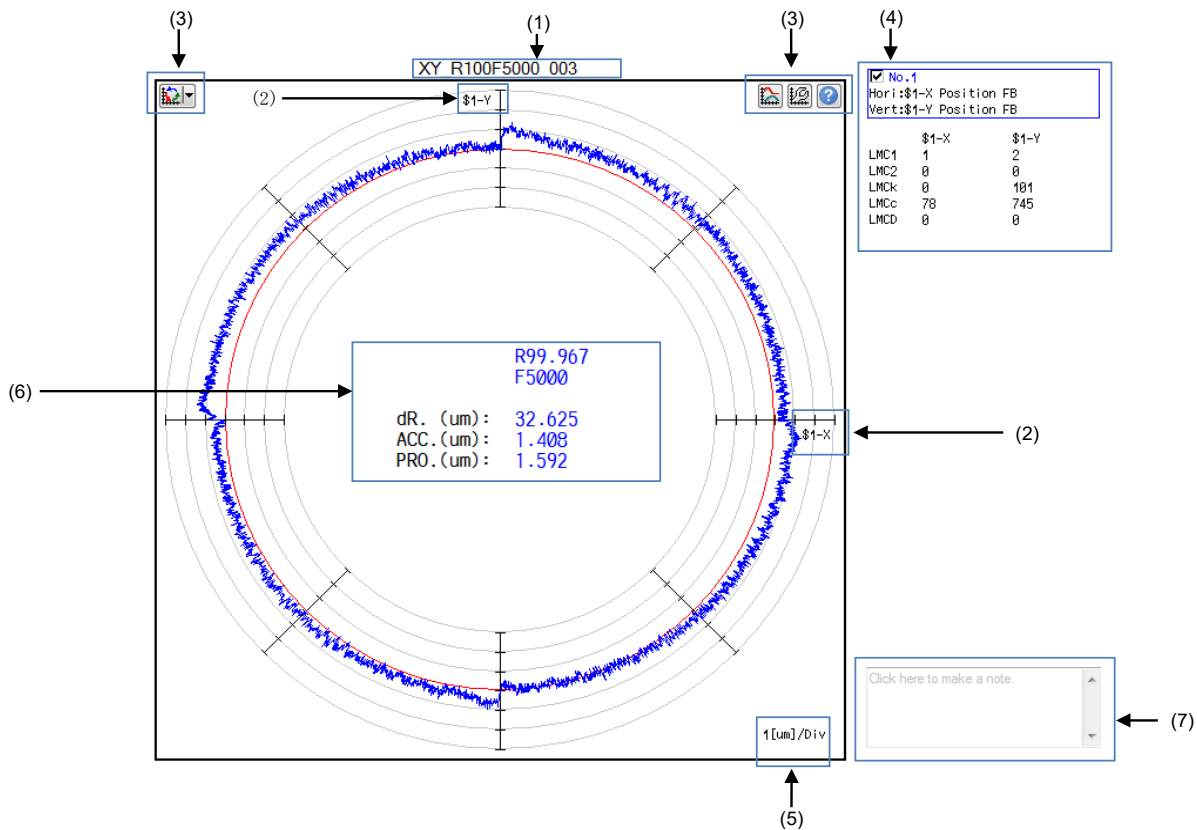 (3)
(1)
(3)
(4)
XY_R100F5000_003
(2)
$1-Y
No.1
Hori:$1-X Position FB
Vert:$1-Y Position FB
$1-X $1-Y
LMC1 1 2
LMC2 0 0
LMCk 0 101
LMCc 78 745
LMCD 0 0
R99.967
F5000
(6)
dR. (um): 32.625
ACC.(um): 1.408
PRO.(um): 1.592
$1-X
(2)
Click here to make a note.
(7)
1[um]/Div
(5)